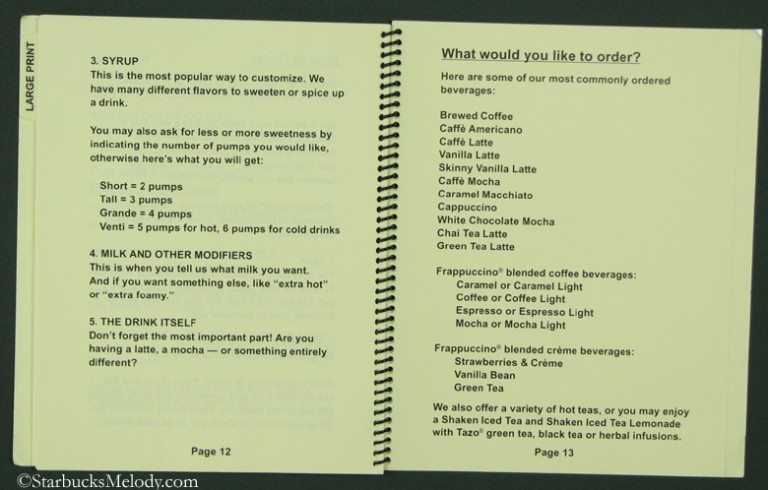 LARGE PRINT
3. SYRUP
This is the most popular way to customize. We
have many different flavors to sweeten or spice up
a drink.
You may also ask for less or more sweetness by
indicating the number of pumps you would like,
otherwise here's what you will get:
Short = 2 pumps
Tall = 3 pumps
Grande = 4 pumps
Venti = 5 pumps for hot, 6 pumps for cold drinks
4. MILK AND OTHER MODIFIERS
This is when you tell us what milk you want.
And if you want something else, like “extra hot”
or “extra foamy.”
5. THE DRINK ITSELF
Don't forget the most important part! Are you
having a latte, a mocha — or something entirely
different?
Page 12
What would you like to order?
Here are some of our most commonly ordered
beverages:
Brewed Coffee
Caffè Americano
Caffè Latte
Vanilla Latte
Skinny Vanilla Latte
Caffè Mocha
Caramel Macchiato
Cappuccino
White Chocolate Mocha
Chai Tea Latte
Green Tea Latte
Frappuccino® blended coffee beverages:
Caramel or Caramel Light
Coffee or Coffee Light
Espresso or Espresso Light
Mocha or Mocha Light
Frappuccino® blended crème beverages:
Strawberries & Crème
Vanilla Bean
Green Tea
We also offer a variety of hot teas, or you may enjoy
a Shaken Iced Tea and Shaken Iced Tea Lemonade
with Tazo® green tea, black tea or herbal infusions.
Page 13
©StarbucksMelody.com